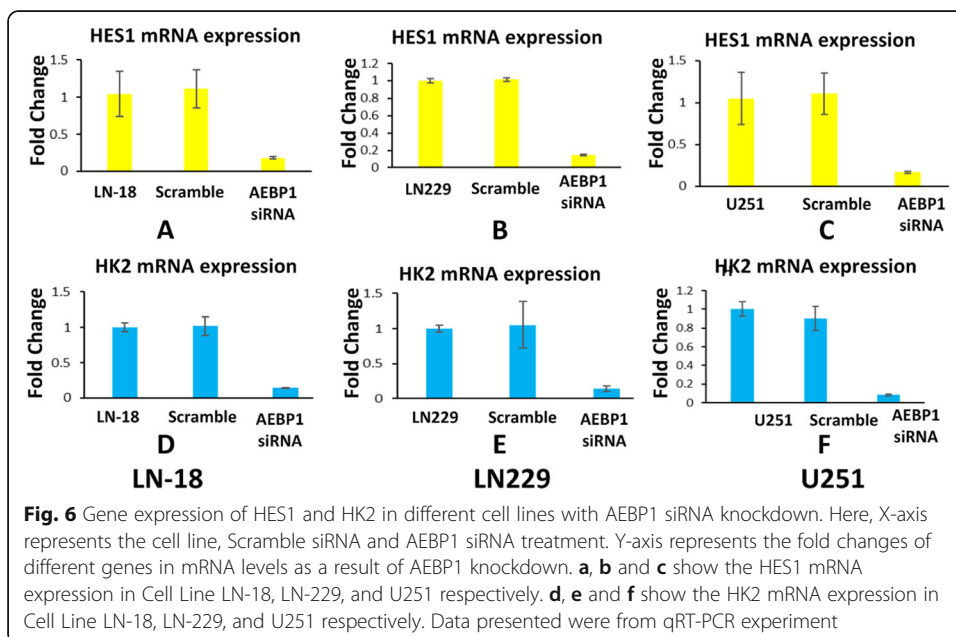 HES1 mRNA expression
Fold Change
1.5
1
0.5
0
LN-18 Scramble AEBP1 siRNA
A
HES1 mRNA expression
Fold Change
1.2
1
0.8
0.6
0.4
0.2
0
LN229 Scramble AEBP1 siRNA
B
HES1 mRNA expression
Fold Change
1.5
1
0.5
0
U251 Scramble AEBP1 siRNA
C
HK2 mRNA expression
Fold Change
1.5
1
0.5
0
LN-18 Scramble AEBP1 siRNA
D
LN-18
HK2 mRNA expression
Fold Change
1.5
1
0.5
0
LN229 Scramble AEBP1 siRNA
E
LN229
HK2 mRNA expression
Fold Change
1.2
1
0.8
0.6
0.4
0.2
0
U251 Scramble AEBP1 siRNA
F
U251
Fig. 6 Gene expression of HES1 and HK2 in different cell lines with AEBP1 siRNA knockdown. Here, X-axis
represents the cell line, Scramble siRNA and AEBP1 siRNA treatment. Y-axis represents the fold changes of
different genes in mRNA levels as a result of AEBP1 knockdown. a, b and c show the HES1 mRNA
expression in Cell Line LN-18, LN-229, and U251 respectively. d, e and f show the HK2 mRNA expression in
Cell Line LN-18, LN-229, and U251 respectively. Data presented were from qRT-PCR experiment